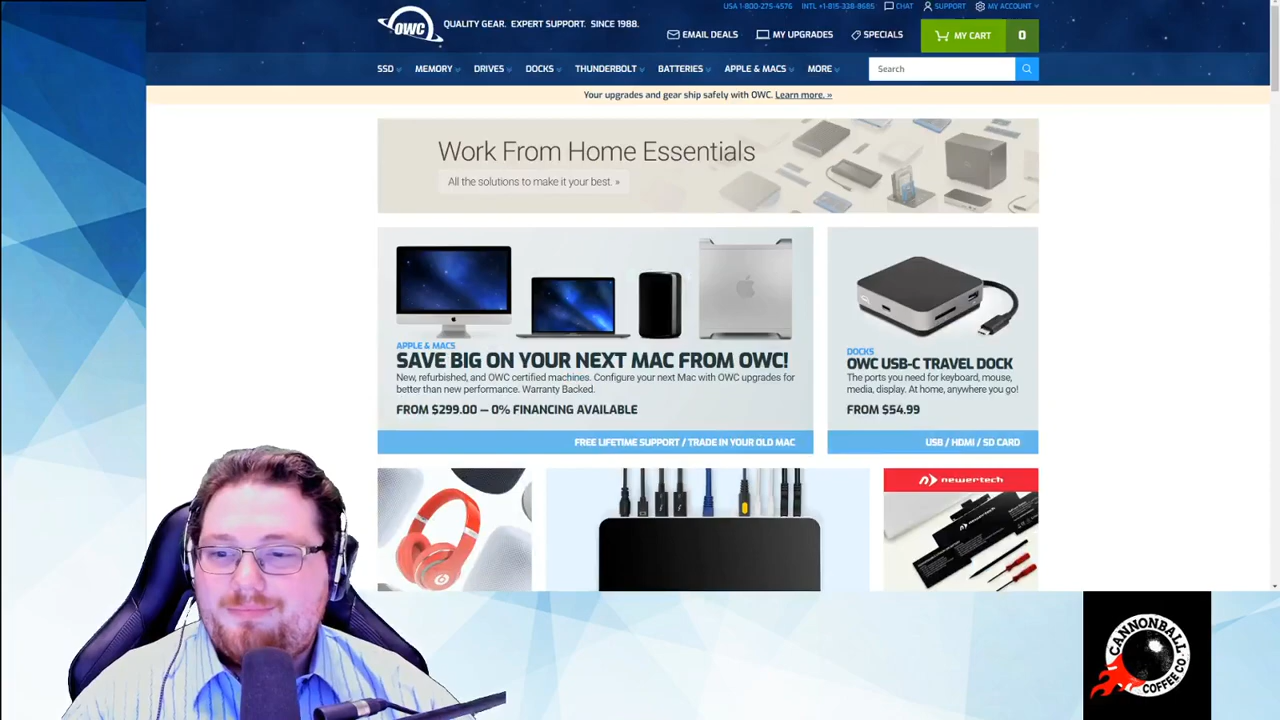 USA 1-800-275-4576
INTL +1-815-338-8685
CHAT
SUPPORT
MY ACCOUNT
OWC
QUALITY GEAR. EXPERT SUPPORT. SINCE 1988.
EMAIL DEALS
MY UPGRADES
SPECIALS
MY CART
0
SSD
MEMORY
DRIVES
DOCKS
THUNDERBOLT
BATTERIES
APPLE & MACS
MORE
Search
Your upgrades and gear ship safely with OWC. Learn more. »
Work From Home Essentials
All the solutions to make it your best. »
APPLE & MACS
SAVE BIG ON YOUR NEXT MAC FROM OWC!
New, refurbished, and OWC certified machines. Configure your next Mac with OWC upgrades for
better than new performance. Warranty Backed.
FROM $299.00 — 0% FINANCING AVAILABLE
FREE LIFETIME SUPPORT / TRADE IN YOUR OLD MAC
DOCKS
OWC USB-C TRAVEL DOCK
The ports you need for keyboard, mouse,
media, display. At home, anywhere you go!
FROM $54.99
USB / HDMI / SD CARD
newertech
CANNONBALL
COFFEE CO.